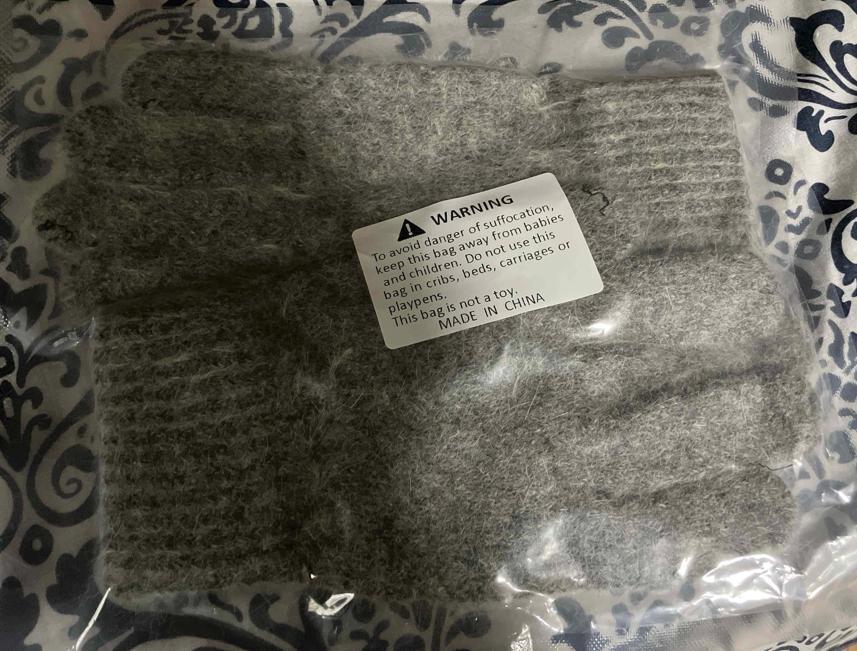 WARNING
To avoid danger of suffocation,
keep this bag away from babies
and children. Do not use this
bag in cribs, beds, carriages or
playpens.
This bag is not a toy.
MADE IN CHINA